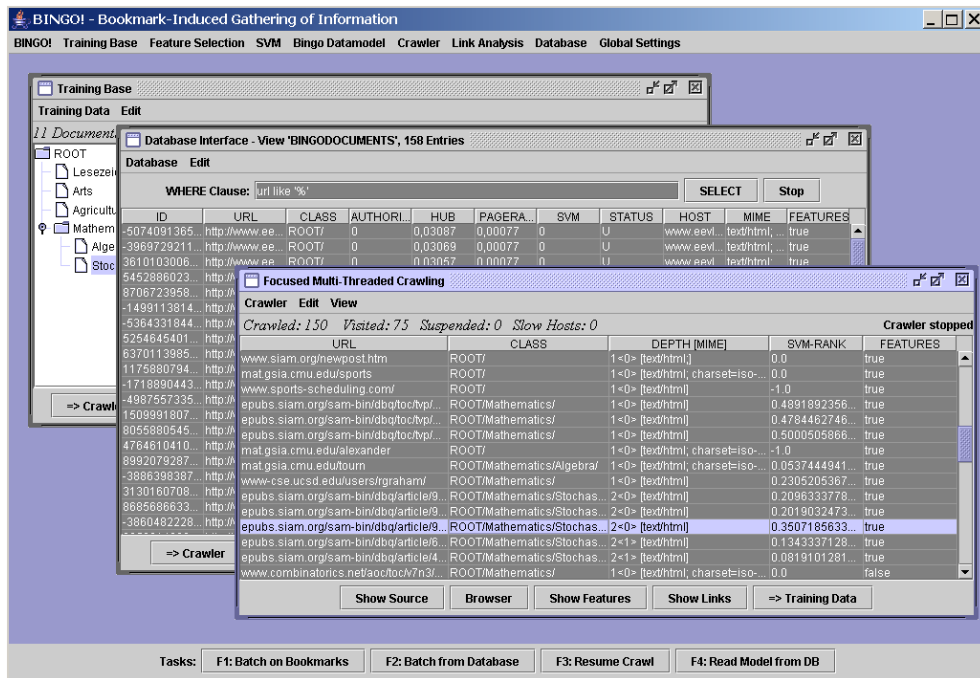 BINGO! - Bookmark-Induced Gathering of Information
BINGO! Training Base Feature Selection SVM Bingo Datamodel Crawler Link Analysis Database Global Settings
Training Base
Training Data Edit
11 Document
ROOT
Lesezei
Arts
Agricultu
Mathem
Alge
Stoc
=> Crawle
Database Interface - View 'BINGODOCUMENTS', 158 Entries
Database Edit
WHERE Clause: url like '%' SELECT Stop
ID URL CLASS AUTHORI... HUB PAGERA... SVM STATUS HOST MIME FEATURES
-5074091365... http://www.ee... ROOT/ 0 0,03087 0,00077 0 U www.eevl... text/html; ... true
-3969729211... http://www.ee... ROOT/ 0 0,03069 0,00077 0 U www.eevl... text/html; ... true
3610103006... http://www.ee... ROOT/ 0 0,03057 0,00077 0 U www.eevl... text/html; ... true
5452886023... http://
8706723958... http://
-1499113814... http://
-5364331844... http://
5254645401... http://
6370113985... http://
1175880794... http://
-1718890443... http://
-4987557335... http://
1509991807... http://
8055880545... http://
4764610410... http://
8992079287... http://
-3886398387... http://
3130160708... http://
8685686633... http://
-3860482228... http://
=> Crawler
Focused Multi-Threaded Crawling
Crawler Edit View
Crawled: 150 Visited: 75 Suspended: 0 Slow Hosts: 0 Crawler stopped
URL CLASS DEPTH [MIME] SVM-RANK FEATURES
www.siam.org/newpost.htm ROOT/ 1<0> [text/html;] 0.0 true
mat.gsia.cmu.edu/sports ROOT/ 1<0> [text/html; charset=iso-... 0.0 true
www.sports-scheduling.com/ ROOT/ 1<0> [text/html] -1.0 true
epubs.siam.org/sam-bin/dbq/toc/tvp/... ROOT/Mathematics/ 1<0> [text/html] 0.4891892356... true
epubs.siam.org/sam-bin/dbq/toc/tvp/... ROOT/Mathematics/ 1<0> [text/html] 0.4784462746... true
epubs.siam.org/sam-bin/dbq/toc/tvp/... ROOT/Mathematics/ 1<0> [text/html] 0.5000505866... true
mat.gsia.cmu.edu/alexander ROOT/ 1<0> [text/html; charset=iso-... -1.0 true
mat.gsia.cmu.edu/tourn ROOT/Mathematics/Algebra/ 1<0> [text/html; charset=iso-... 0.0537444941... true
www-cse.ucsd.edu/users/rgraham/ ROOT/Mathematics/ 1<0> [text/html] 0.2305205367... true
epubs.siam.org/sam-bin/dbq/article/9... ROOT/Mathematics/Stochas... 2<0> [text/html] 0.2096333778... true
epubs.siam.org/sam-bin/dbq/article/9... ROOT/Mathematics/Stochas... 2<0> [text/html] 0.2019032473... true
epubs.siam.org/sam-bin/dbq/article/9... ROOT/Mathematics/Stochas... 2<0> [text/html] 0.3507185633... true
epubs.siam.org/sam-bin/dbq/article/6... ROOT/Mathematics/Stochas... 2<1> [text/html] 0.1343337128... true
epubs.siam.org/sam-bin/dbq/article/4... ROOT/Mathematics/Stochas... 2<1> [text/html] 0.0819101281... true
www.combinatorics.net/aoc/toc/v7n3/... ROOT/Mathematics/ 1<0> [text/html; charset=iso-... 0.0 false
Show Source Browser Show Features Show Links => Training Data
Tasks: F1: Batch on Bookmarks F2: Batch from Database F3: Resume Crawl F4: Read Model from DB